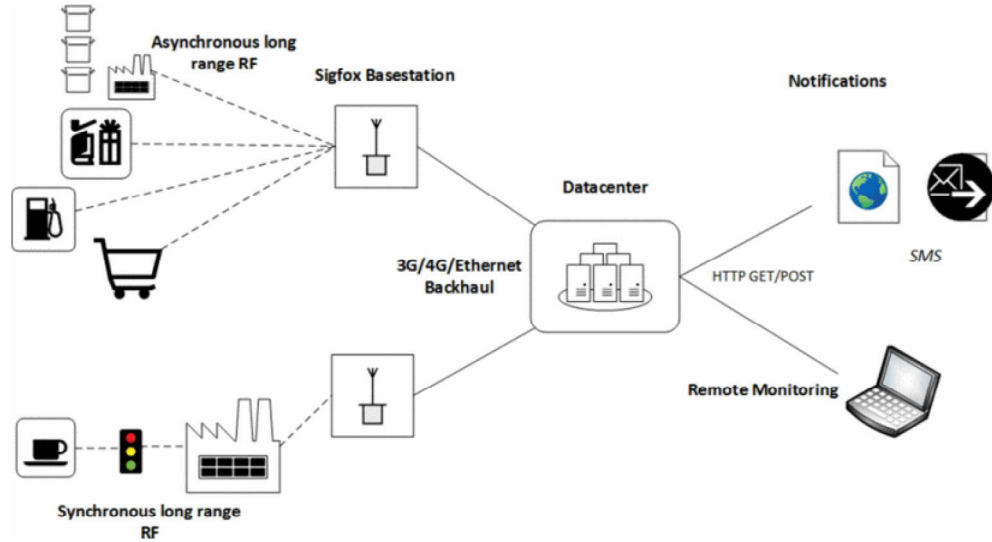 Asynchronous long
range RF
Sigfox Basestation
Notifications
Datacenter
3G/4G/Ethernet
Backhaul
HTTP GET/POST
SMS
Remote Monitoring
Synchronous long range
RF